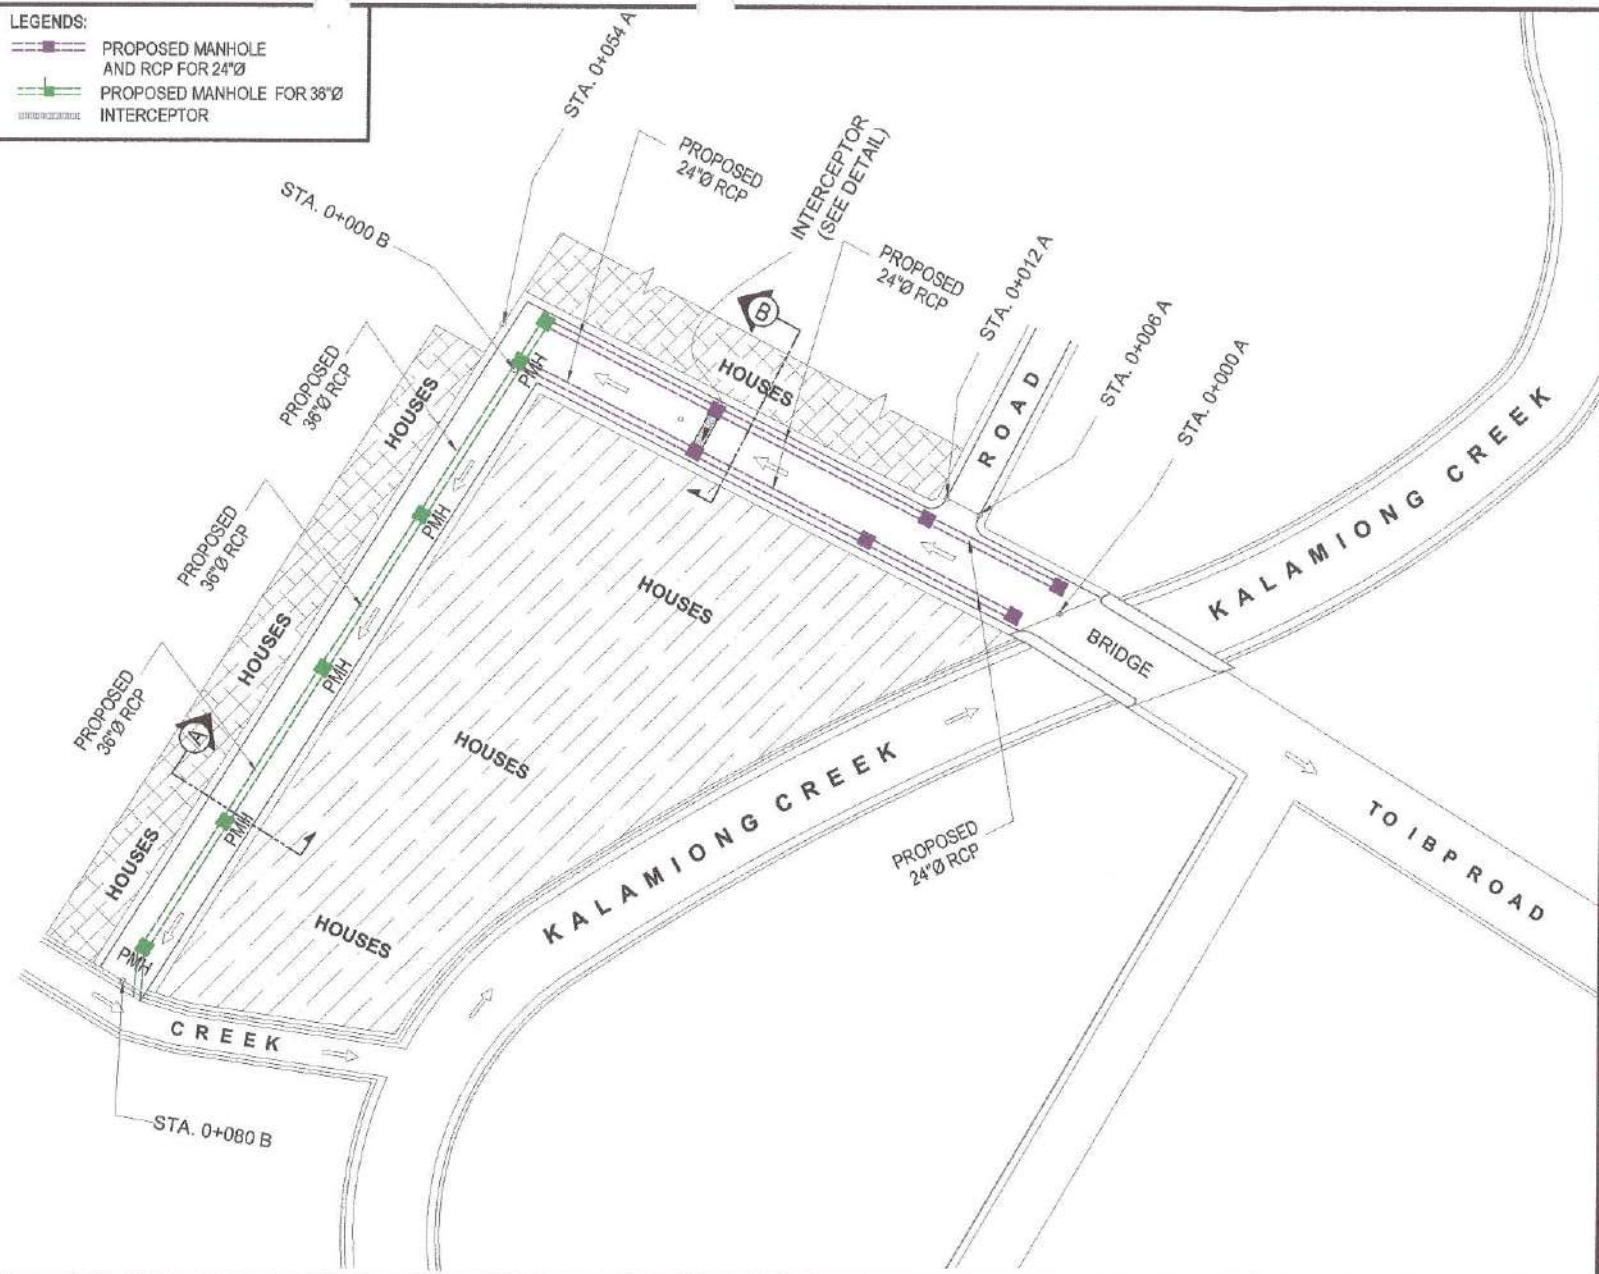 LEGENDS:
PROPOSED MANHOLE
AND RCP FOR 24"Ø
PROPOSED MANHOLE FOR 36"Ø
INTERCEPTOR
STA. 0+054 A
PROPOSED
24"Ø RCP
INTERCEPTOR
(SEE DETAIL)
STA. 0+000 B
PROPOSED
24"Ø RCP
STA. 0+012 A
STA. 0+006 A
STA. 0+000 A
B
HOUSES
ROAD
PMH
PROPOSED
36"Ø RCP
HOUSES
KALAMIONG CREEK
PMH
PROPOSED
36"Ø RCP
HOUSES
BRIDGE
HOUSES
PMH
PROPOSED
36"Ø RCP
A
HOUSES
KALAMIONG CREEK
TO IBP ROAD
PMH
PROPOSED
24"Ø RCP
HOUSES
HOUSES
PMH
CREEK
STA. 0+080 B